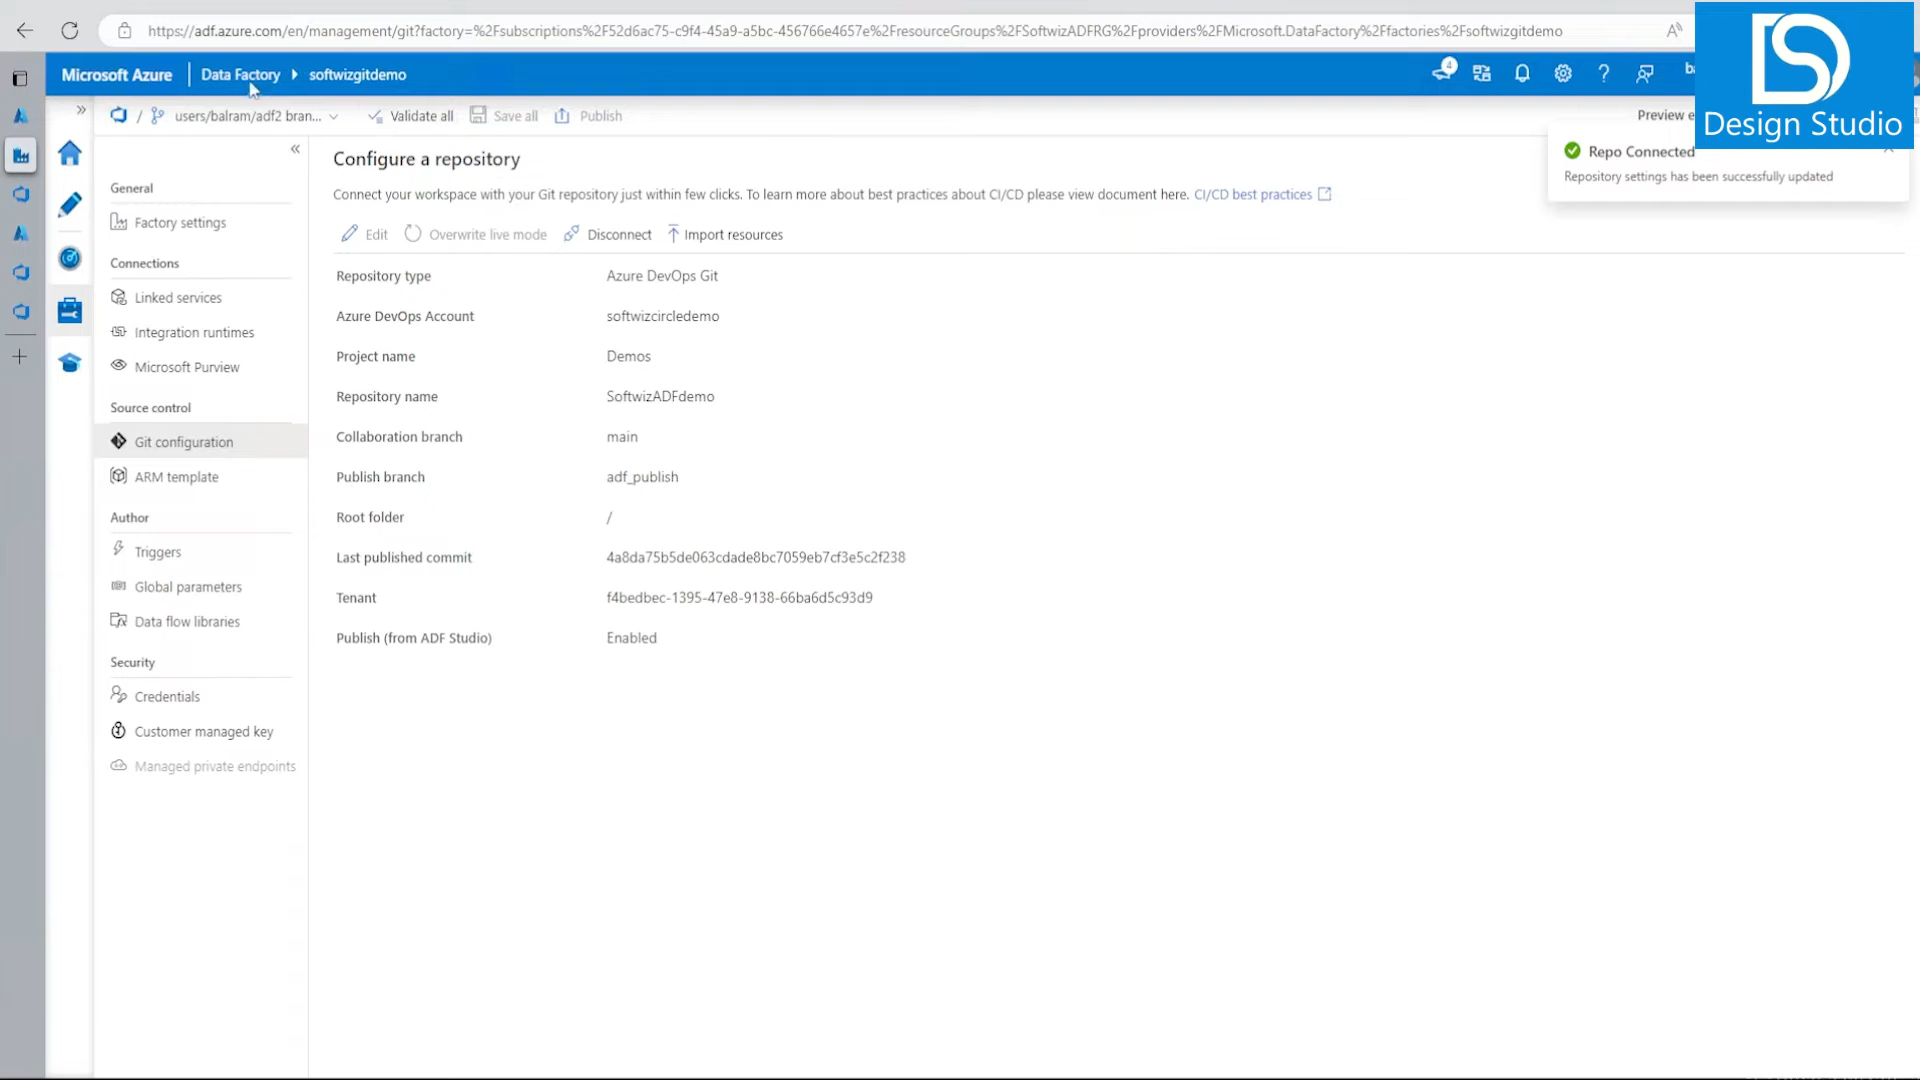 https://adf.azure.com/en/management/git?factory=%2Fsubscriptions%2F52d6ac75-c9f4-45a9-a5bc-456766e4657e%2FresourceGroups%2FSoftwizADFRG%2Fproviders%2FMicrosoft.DataFactory%2Ffactories%2Fsoftwizgitdemo
Microsoft Azure
Data Factory
softwizgitdemo
4
Design Studio
/
users/balram/adf2 bran...
Validate all
Save all
Publish
Repo Connected
Repository settings has been successfully updated
General
Factory settings
Connections
Linked services
Integration runtimes
Microsoft Purview
Source control
Git configuration
ARM template
Author
Triggers
Global parameters
Data flow libraries
Security
Credentials
Customer managed key
Managed private endpoints
Configure a repository
Connect your workspace with your Git repository just within few clicks. To learn more about best practices about CI/CD please view document here. CI/CD best practices
Edit
Overwrite live mode
Disconnect
Import resources
Repository type Azure DevOps Git
Azure DevOps Account softwizcircledemo
Project name Demos
Repository name SoftwizADFdemo
Collaboration branch main
Publish branch adf_publish
Root folder /
Last published commit 4a8da75b5de063cdade8bc7059eb7cf3e5c2f238
Tenant f4bedbec-1395-47e8-9138-66ba6d5c93d9
Publish (from ADF Studio) Enabled